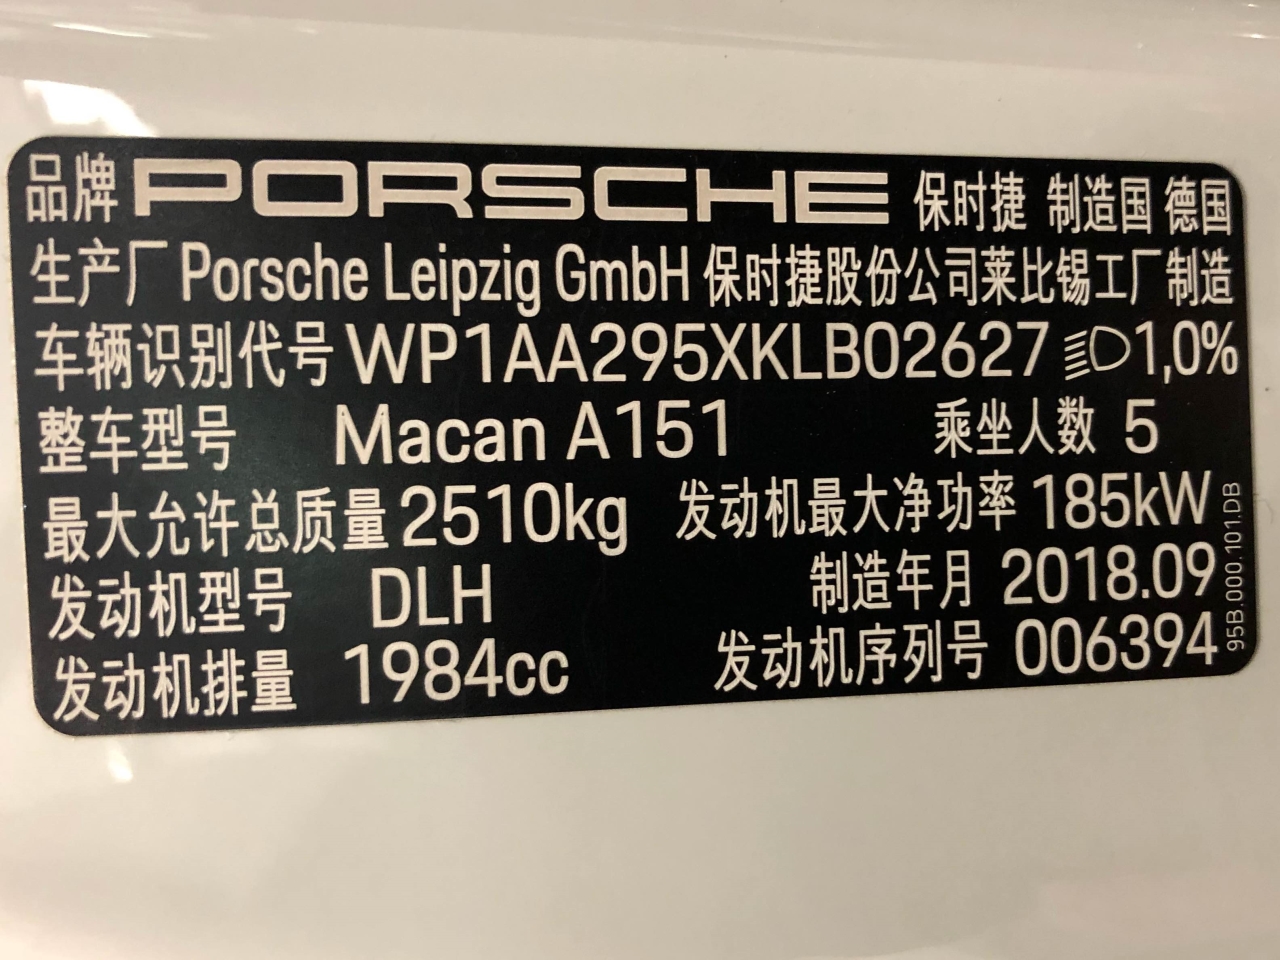 品牌 PORSCHE 保时捷 制造国 德国
生产厂 Porsche Leipzig GmbH 保时捷股份公司莱比锡工厂制造
车辆识别代号 WP1AA295XKLB02627 1,0%
整车型号 Macan A151 乘坐人数 5
最大允许总质量 2510kg 发动机最大净功率 185kW
发动机型号 DLH 制造年月 2018.09
发动机排量 1984cc 发动机序列号 006394
95B.000.101.DB